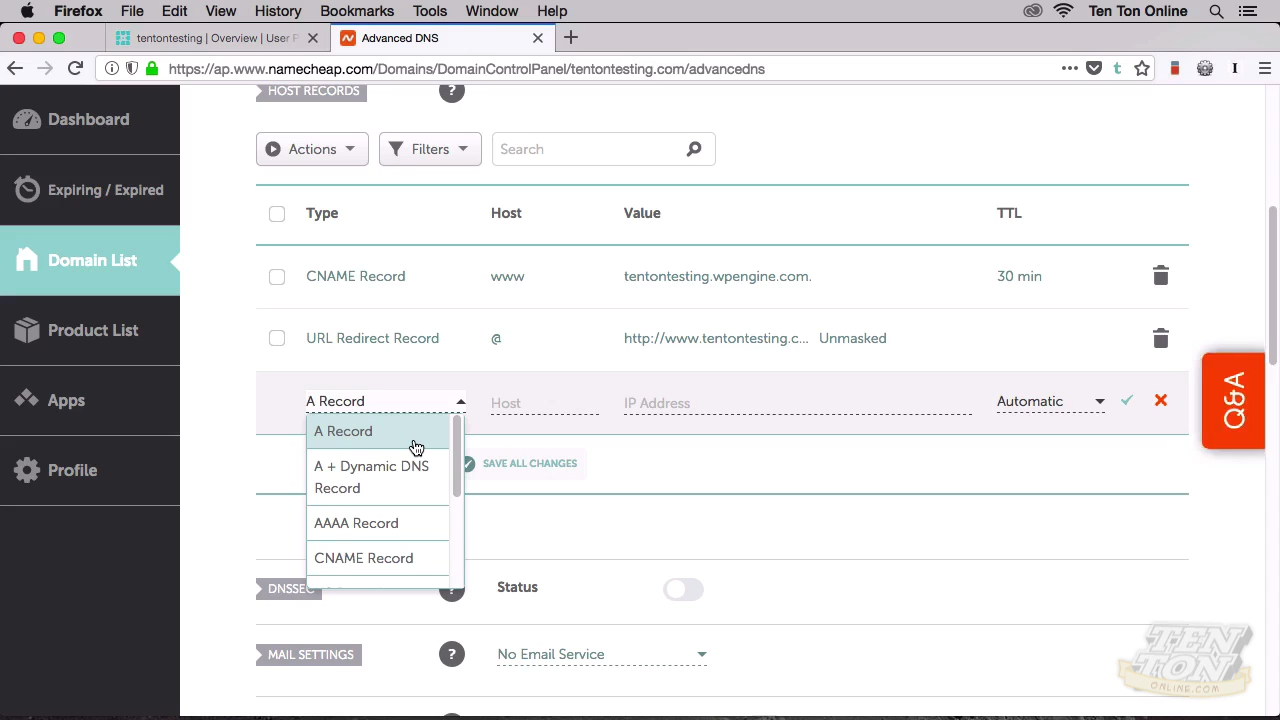 Firefox File Edit View History Bookmarks Tools Window Help Ten Ton Online
tentontesting | Overview | User P
Advanced DNS
https://ap.www.namecheap.com/Domains/DomainControlPanel/tentontesting.com/advancedns
Dashboard
Expiring / Expired
Domain List
Product List
Apps
Profile
HOST RECORDS ?
Actions Filters Search
Type Host Value TTL
CNAME Record www tentontesting.wpengine.com. 30 min
URL Redirect Record @ http://www.tentontesting.c... Unmasked
A Record Host IP Address Automatic
A Record
A + Dynamic DNS
Record
AAAA Record
CNAME Record
SAVE ALL CHANGES
DNSSEC ? Status
MAIL SETTINGS ? No Email Service
Q&A
TEN
TON
ONLINE.COM